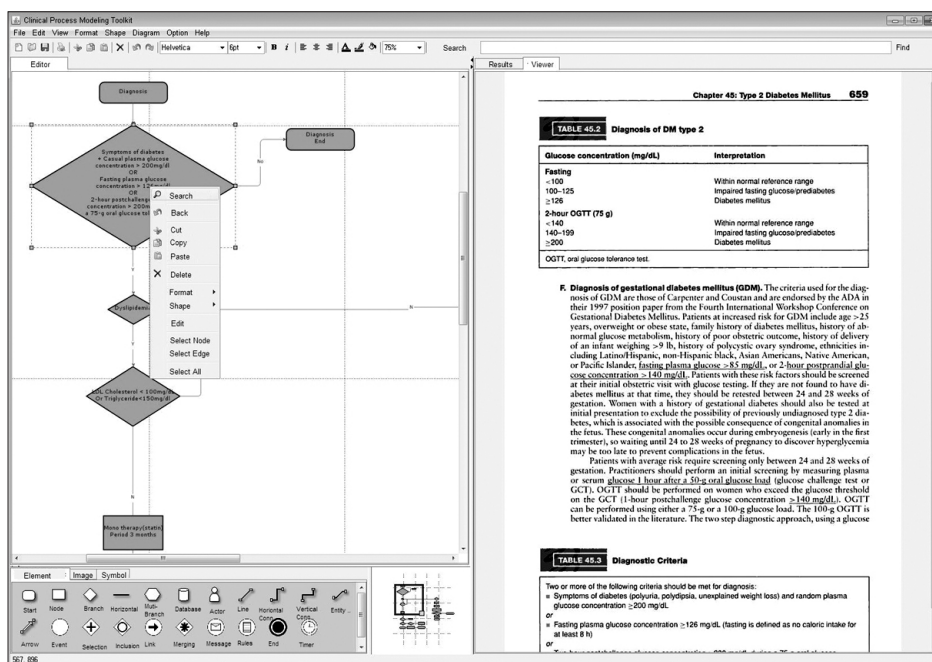 Clinical Process Modeling Toolkit
File Edit View Format Shape Diagram Option Help
Helvetica 6pt B i 75% Search Find
Editor
Results Viewer
Diagnosis
Symptoms of diabetes
+ Casual plasma glucose
concentration > 200mg/dl
OR
Fasting plasma glucose
concentration > 12
OR
2-hour postchallenge
concentration > 200m
a 75-g oral glucose tol
No
Diagnosis
End
Search
Back
Cut
Copy
Paste
Delete
Format
Shape
Edit
Select Node
Select Edge
Select All
Y
Dyslipidemia
N
Y
LDL Cholesterol < 100mg/
Or Triglyceride<150mg/dl
N
Mono therapy(statin)
Period 3 months
Chapter 45: Type 2 Diabetes Mellitus 659
TABLE 45.2 Diagnosis of DM type 2
Glucose concentration (mg/dL) Interpretation
Fasting
<100 Within normal reference range
100–125 Impaired fasting glucose/prediabetes
≥126 Diabetes mellitus
2-hour OGTT (75 g)
<140 Within normal reference range
140–199 Impaired fasting glucose/prediabetes
≥200 Diabetes mellitus
OGTT, oral glucose tolerance test.
F. Diagnosis of gestational diabetes mellitus (GDM). The criteria used for the diag-
nosis of GDM are those of Carpenter and Coustan and are endorsed by the ADA in
their 1997 position paper from the Fourth International Workshop Conference on
Gestational Diabetes Mellitus. Patients at increased risk for GDM include age >25
years, overweight or obese state, family history of diabetes mellitus, history of ab-
normal glucose metabolism, history of poor obstetric outcome, history of delivery
of an infant weighing >9 lb, history of polycystic ovary syndrome, ethnicities in-
cluding Latino/Hispanic, non-Hispanic black, Asian Americans, Native American,
or Pacific Islander, fasting plasma glucose >85 mg/dL, or 2-hour postprandial glu-
cose concentration >140 mg/dL. Patients with these risk factors should be screened
at their initial obstetric visit with glucose testing. If they are not found to have di-
abetes mellitus at that time, they should be retested between 24 and 28 weeks of
gestation. Women with a history of gestational diabetes should also be tested at
initial presentation to exclude the possibility of previously undiagnosed type 2 dia-
betes, which is associated with the possible consequence of congenital anomalies in
the fetus. These congenital anomalies occur during embryogenesis (early in the first
trimester), so waiting until 24 to 28 weeks of pregnancy to discover hyperglycemia
may be too late to prevent complications in the fetus.
Patients with average risk require screening only between 24 and 28 weeks of
gestation. Practitioners should perform an initial screening by measuring plasma
or serum glucose 1 hour after a 50-g oral glucose load (glucose challenge test or
GCT). OGTT should be performed on women who exceed the glucose threshold
on the GCT (1-hour postchallenge glucose concentration >140 mg/dL). OGTT
can be performed using either a 75-g or a 100-g glucose load. The 100-g OGTT is
better validated in the literature. The two step diagnostic approach, using a glucose
TABLE 45.3 Diagnostic Criteria
Two or more of the following criteria should be met for diagnosis:
Symptoms of diabetes (polyuria, polydipsia, unexplained weight loss) and random plasma
glucose concentration ≥200 mg/dL
or
Fasting plasma glucose concentration ≥126 mg/dL (fasting is defined as no caloric intake for
at least 8 h)
or
Element Image Symbol
Start Node Branch Horizontal Multi-Branch Database Actor Line Horizontal Conn Vertical Cons Entity ..
Arrow Event Selection Inclusion Link Merging Message Rules End Timer
567, 896